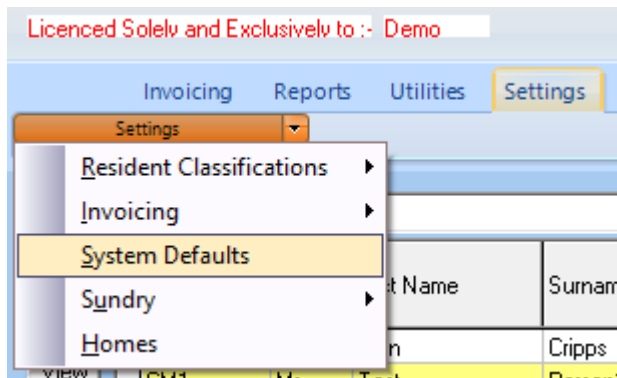 Licenced Solely and Exclusively to :- Demo
Invoicing Reports Utilities Settings
Settings
Resident Classifications
Invoicing
System Defaults
Sundry
Homes
t Name
Surnam
n
Cripps
View
Test